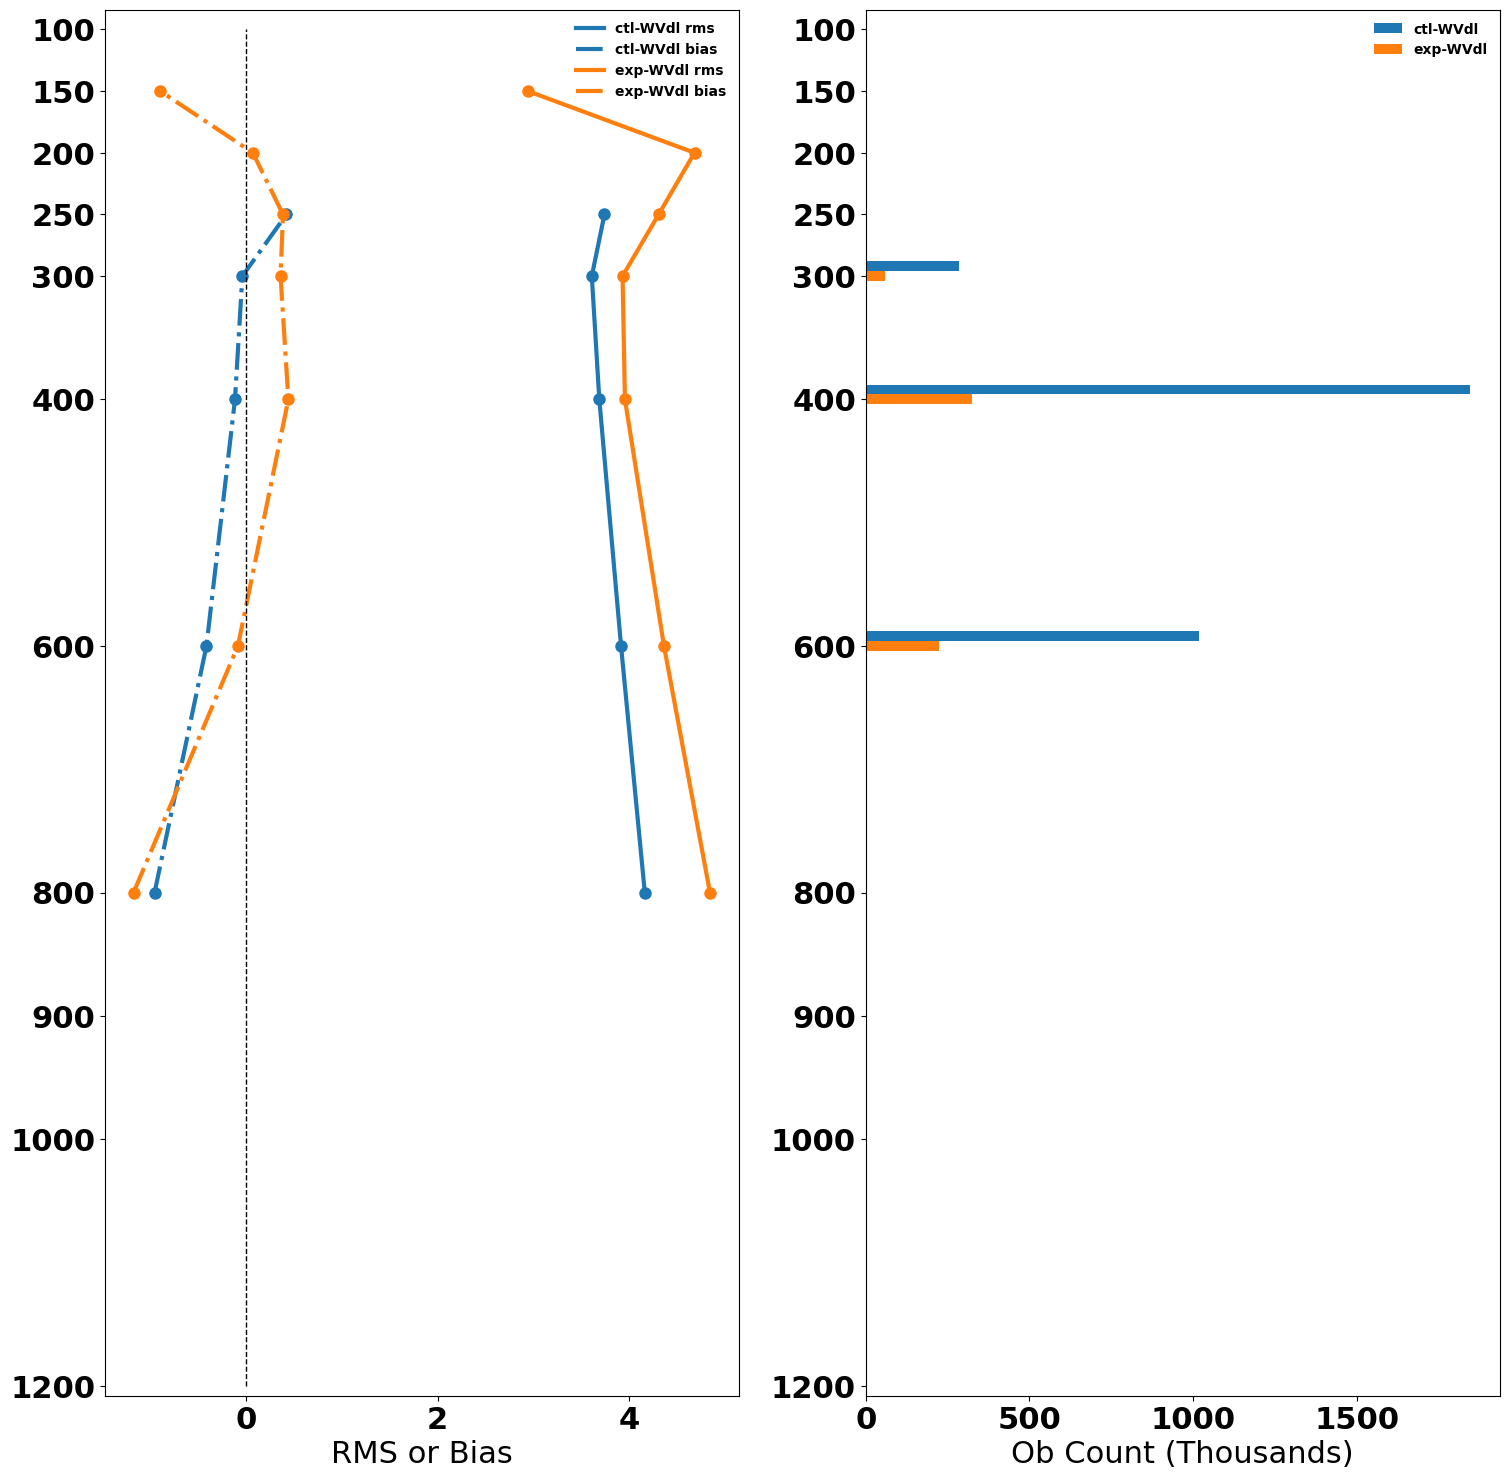 100
150
200
250
300
400
600
800
900
1000
1200
0 2 4
RMS or Bias
ctl-WVdl rms
ctl-WVdl bias
exp-WVdl rms
exp-WVdl bias
100
150
200
250
300
400
600
800
900
1000
1200
0 500 1000 1500
Ob Count (Thousands)
ctl-WVdl
exp-WVdl